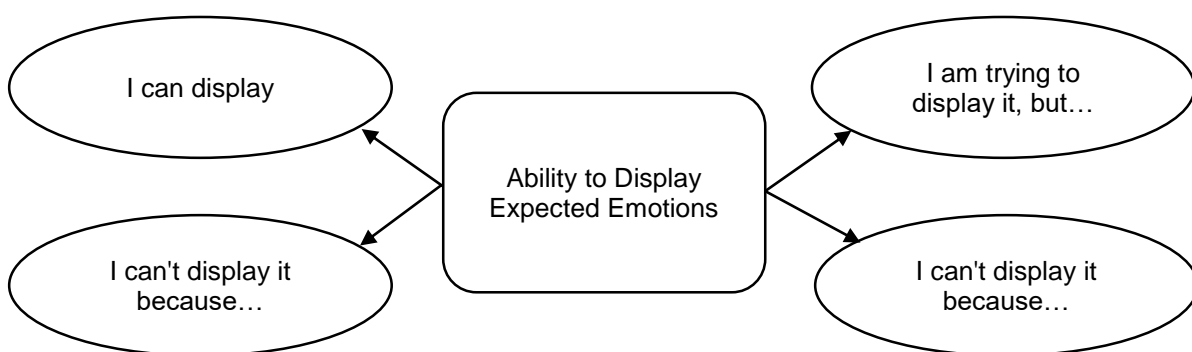 I can display
I am trying to
display it, but…
Ability to Display
Expected Emotions
I can't display it
because…
I can't display it
because…